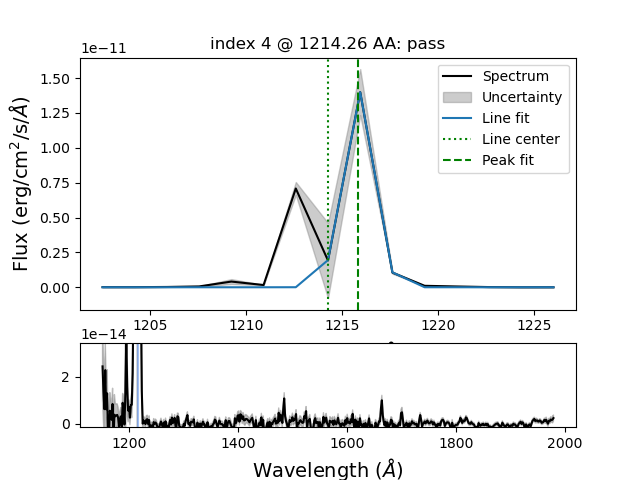 index 4 @ 1214.26 AA: pass
1e−11
1.50
1.25
1.00
0.75
0.50
0.25
0.00
Flux (erg/cm²/s/Å)
Spectrum
Uncertainty
Line fit
Line center
Peak fit
1205
1210
1215
1220
1225
1e−14
2
0
1200
1400
1600
1800
2000
Wavelength (Å)